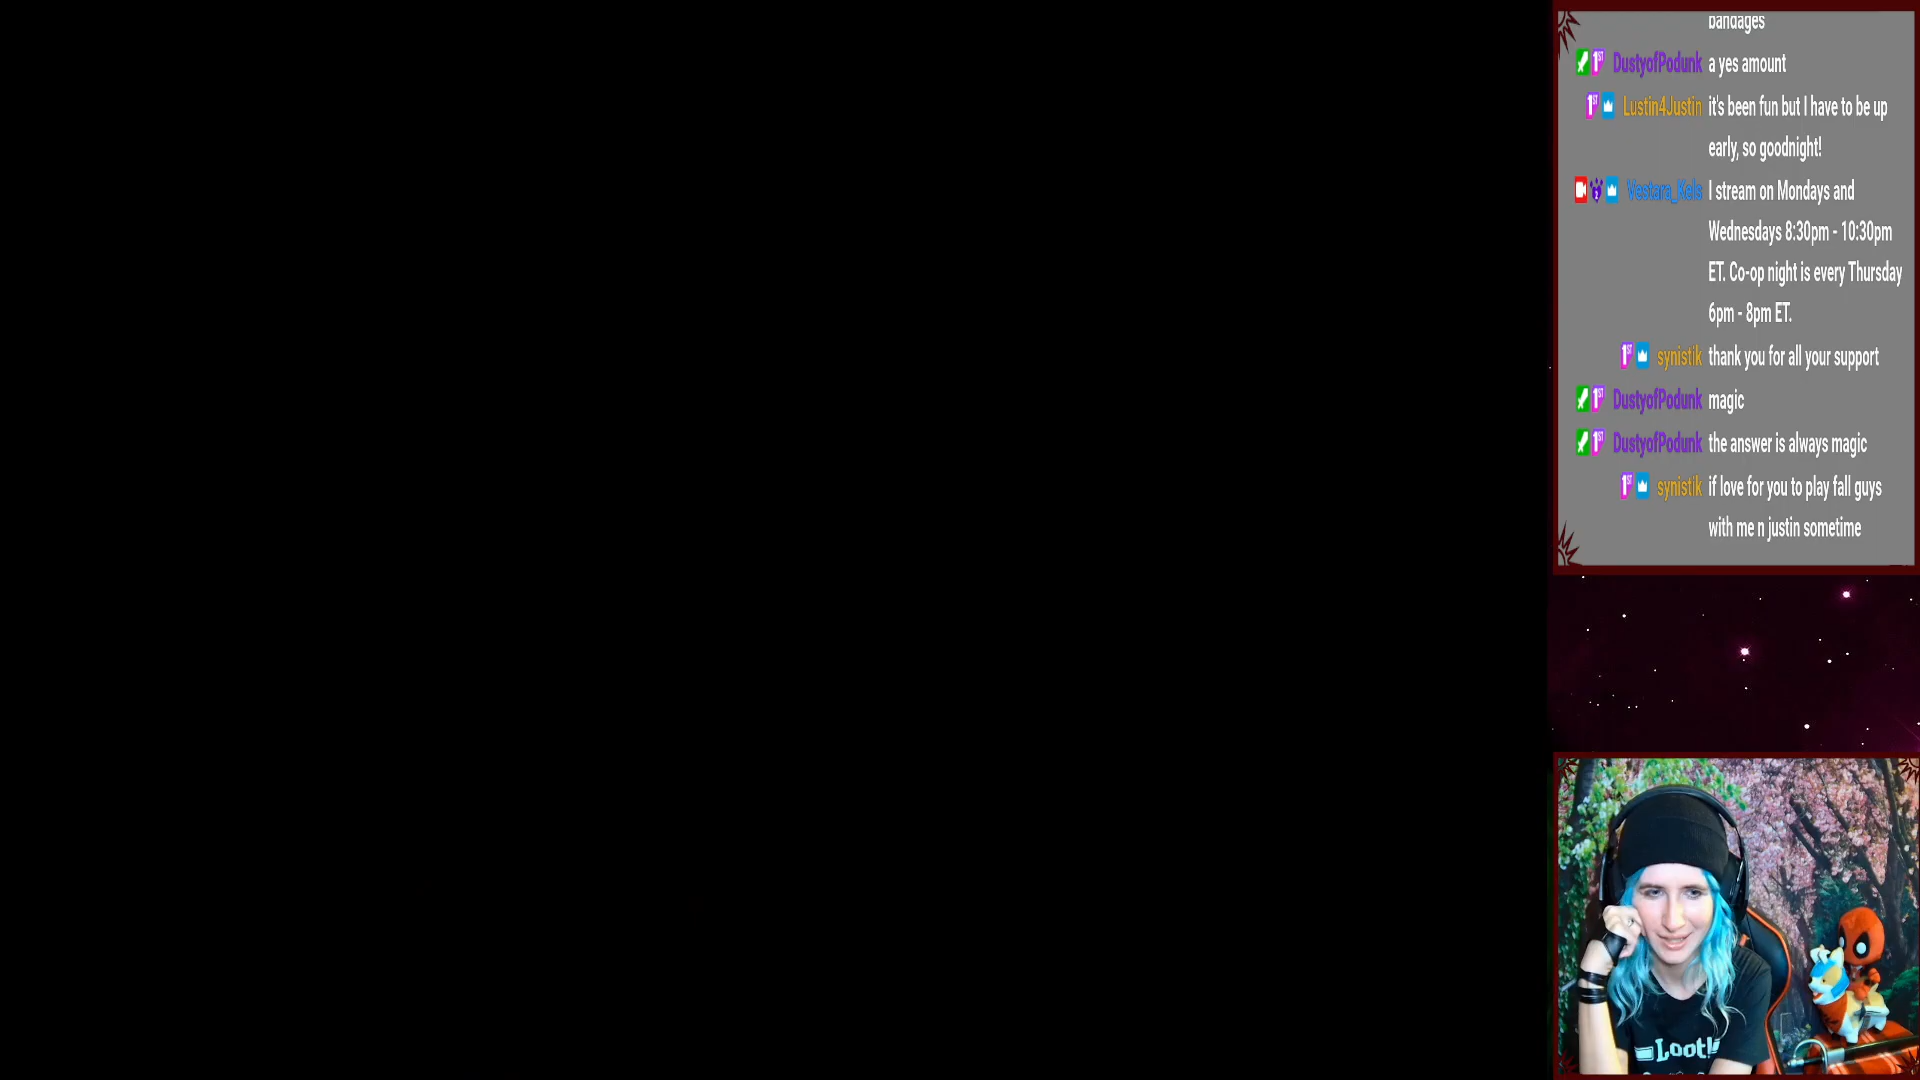 bandages
DustyofPodunk a yes amount
Lustin4Justin it's been fun but I have to be up
early, so goodnight!
Vestara_Kels I stream on Mondays and
Wednesdays 8:30pm - 10:30pm
ET. Co-op night is every Thursday
6pm - 8pm ET.
synistik thank you for all your support
DustyofPodunk magic
DustyofPodunk the answer is always magic
synistik if love for you to play fall guys
with me n justin sometime
Loot!